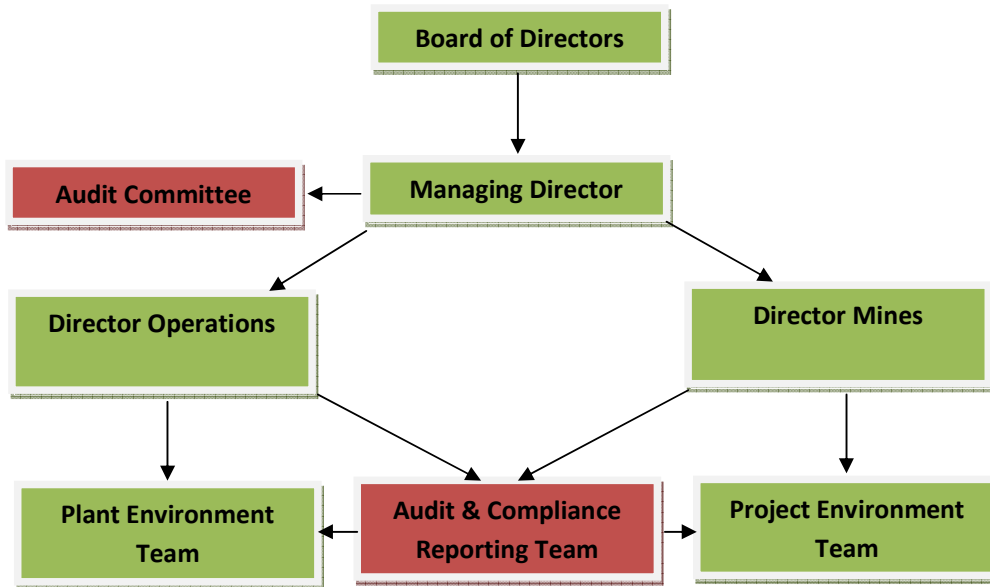 Board of Directors
Audit Committee
Managing Director
Director Operations
Director Mines
Plant Environment
Team
Audit & Compliance
Reporting Team
Project Environment
Team